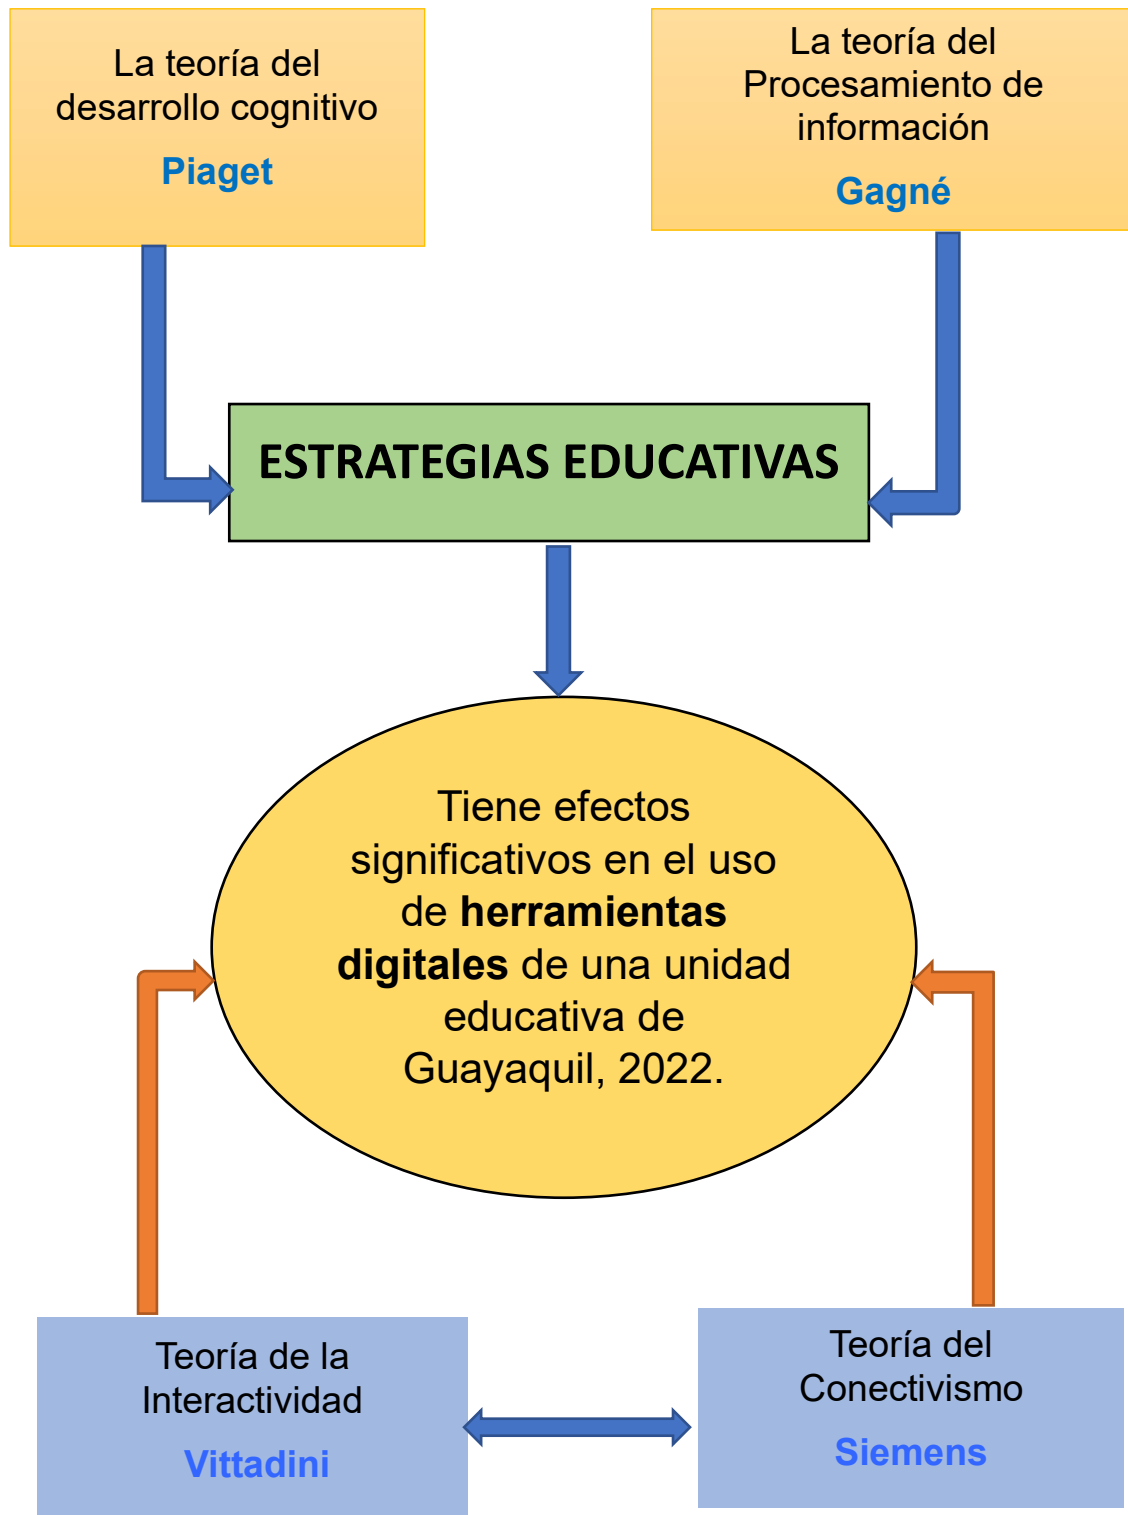 La teoría del
desarrollo cognitivo
Piaget
La teoría del
Procesamiento de
información
Gagné
ESTRATEGIAS EDUCATIVAS
Tiene efectos
significativos en el uso
de herramientas
digitales de una unidad
educativa de
Guayaquil, 2022.
Teoría de la
Interactividad
Vittadini
Teoría del
Conectivismo
Siemens